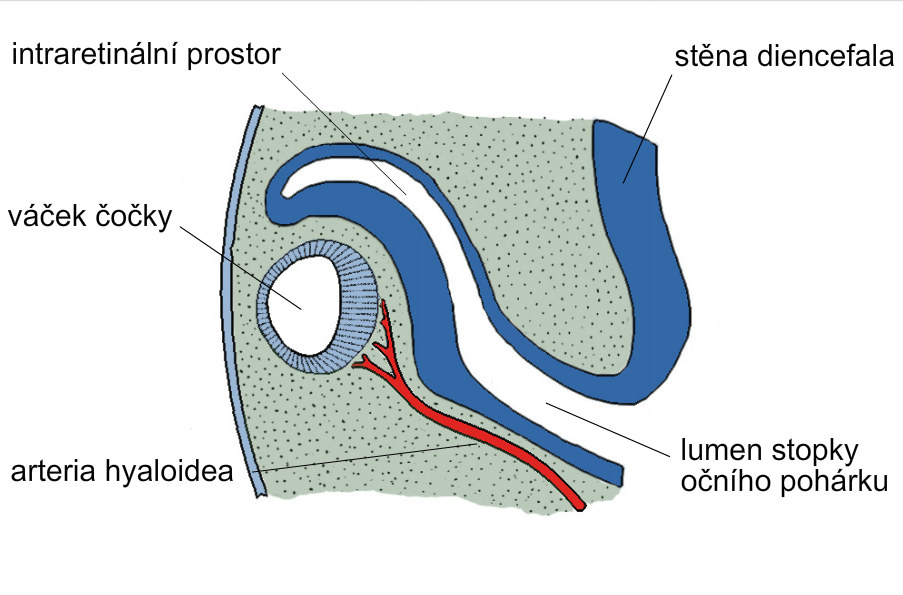 intraretinální prostor
stěna diencefala
váček čočky
arteria hyaloidea
lumen stopky
očního pohárku